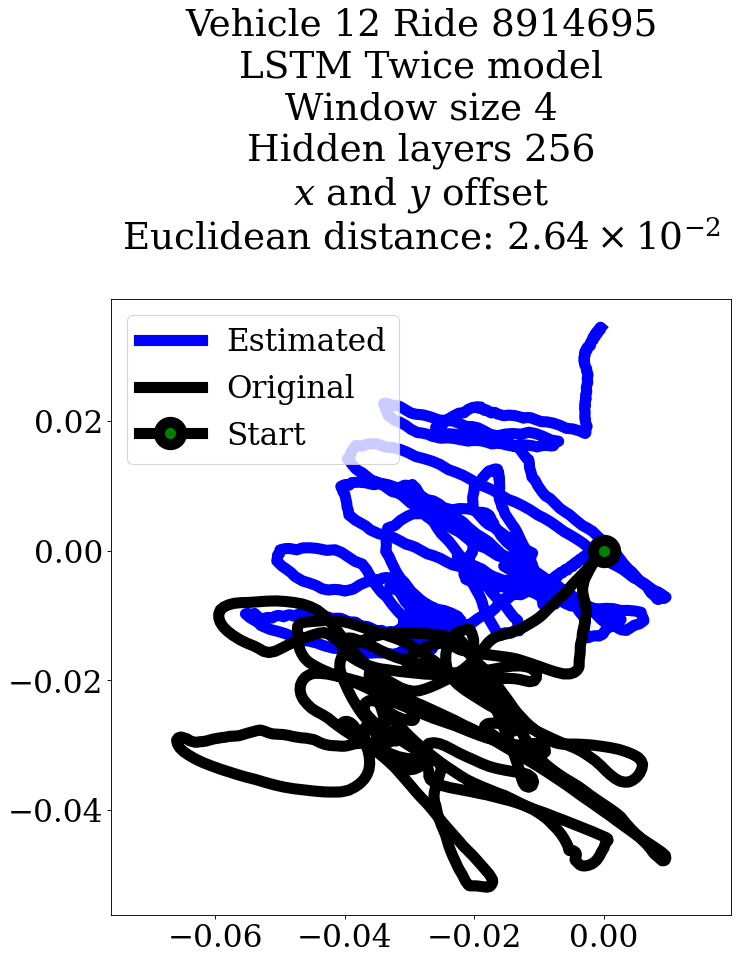 Vehicle 12 Ride 8914695
LSTM Twice model
Window size 4
Hidden layers 256
x and y offset
Euclidean distance: 2.64 × 10⁻²
Estimated
Original
Start
0.02
0.00
−0.02
−0.04
−0.06 −0.04 −0.02 0.00